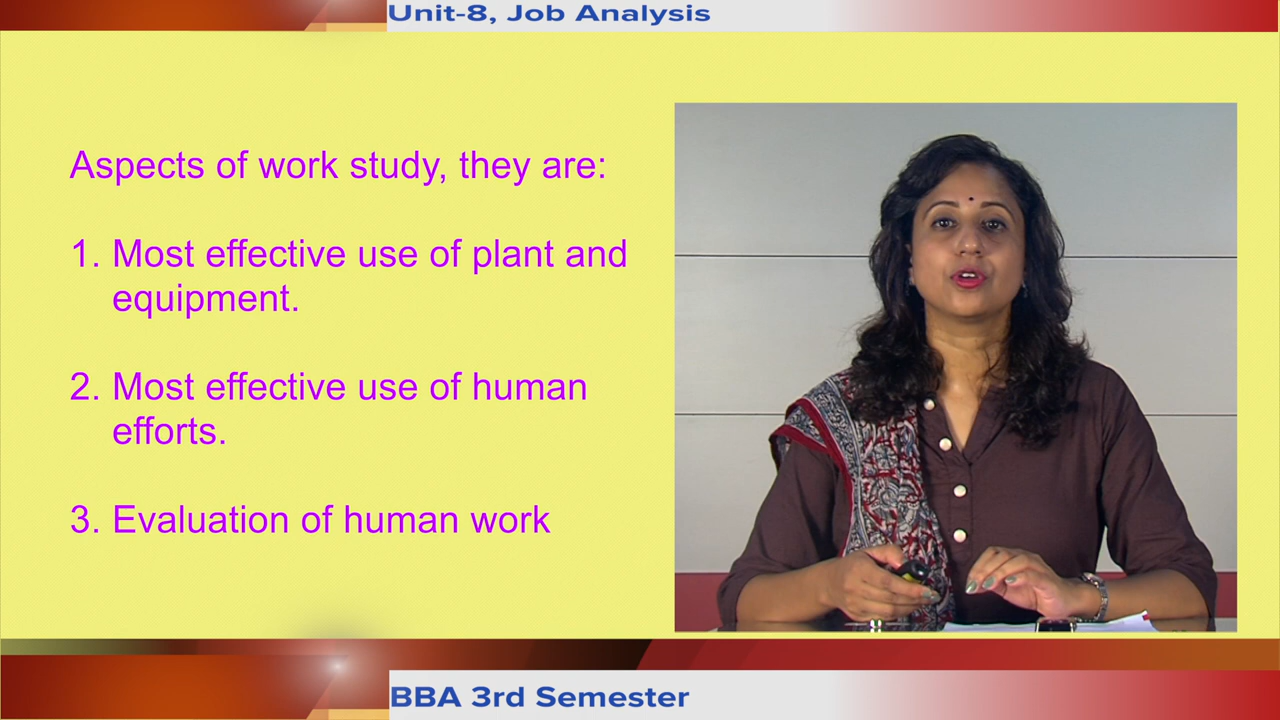 Unit-8, Job Analysis
Aspects of work study, they are:
1. Most effective use of plant and
equipment.
2. Most effective use of human
efforts.
3. Evaluation of human work
BBA 3rd Semester